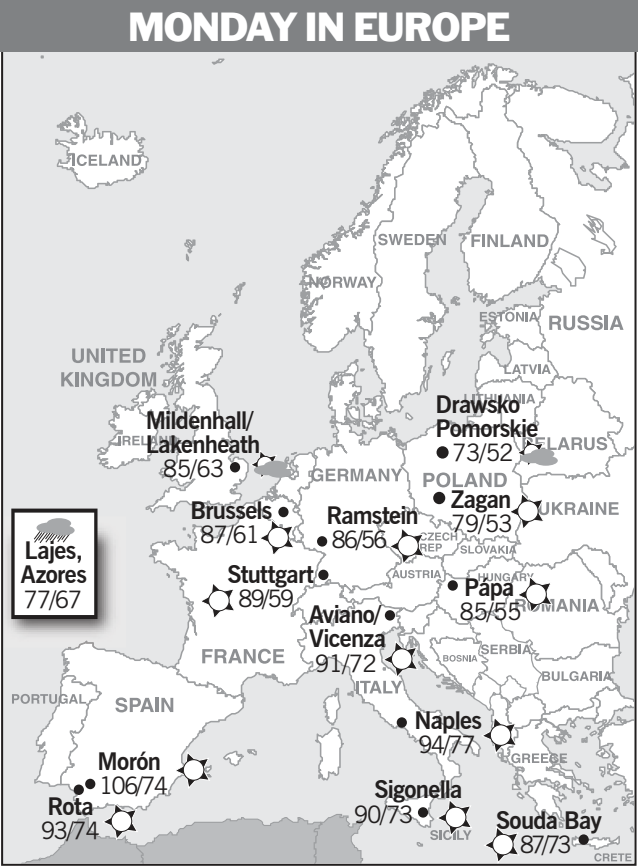 MONDAY IN EUROPE
ICELAND
SWEDEN
FINLAND
NORWAY
ESTONIA
RUSSIA
LATVIA
LITHUANIA
UNITED
KINGDOM
IRELAND
Mildenhall/
Lakenheath
85/63
Drawsko
Pomorskie
73/52
BELARUS
GERMANY
POLAND
Zagan
79/53
UKRAINE
Brussels
87/61
Ramstein
86/56
CZECH
REP
SLOVAKIA
Lajes,
Azores
77/67
Stuttgart
89/59
AUSTRIA
HUNGARY
Pápa
85/55
ROMANIA
Aviano/
Vicenza
91/72
FRANCE
ITALY
BOSNIA
SERBIA
BULGARIA
PORTUGAL
SPAIN
Naples
94/77
GREECE
Morón
106/74
Rota
93/74
Sigonella
90/73
SICILY
Souda Bay
87/73
CRETE